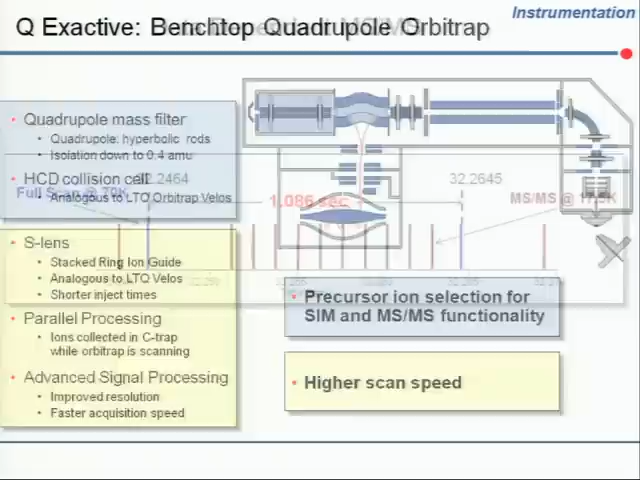 Instrumentation
Q Exactive: Benchtop Quadrupole Orbitrap
Quadrupole mass filter
Quadrupole: hyperbolic rods
Isolation down to 0.4 amu
HCD collision cell
32.2464
32.2645
Full Scan @ 70K
Analogous to LTQ Orbitrap Velos
1.086 sec
MS/MS @ 17.5K
S-lens
Stacked Ring Ion Guide
Analogous to LTQ Velos
Shorter inject times
Precursor ion selection for
SIM and MS/MS functionality
Parallel Processing
Ions collected in C-trap
while orbitrap is scanning
Advanced Signal Processing
Higher scan speed
Improved resolution
Faster acquisition speed